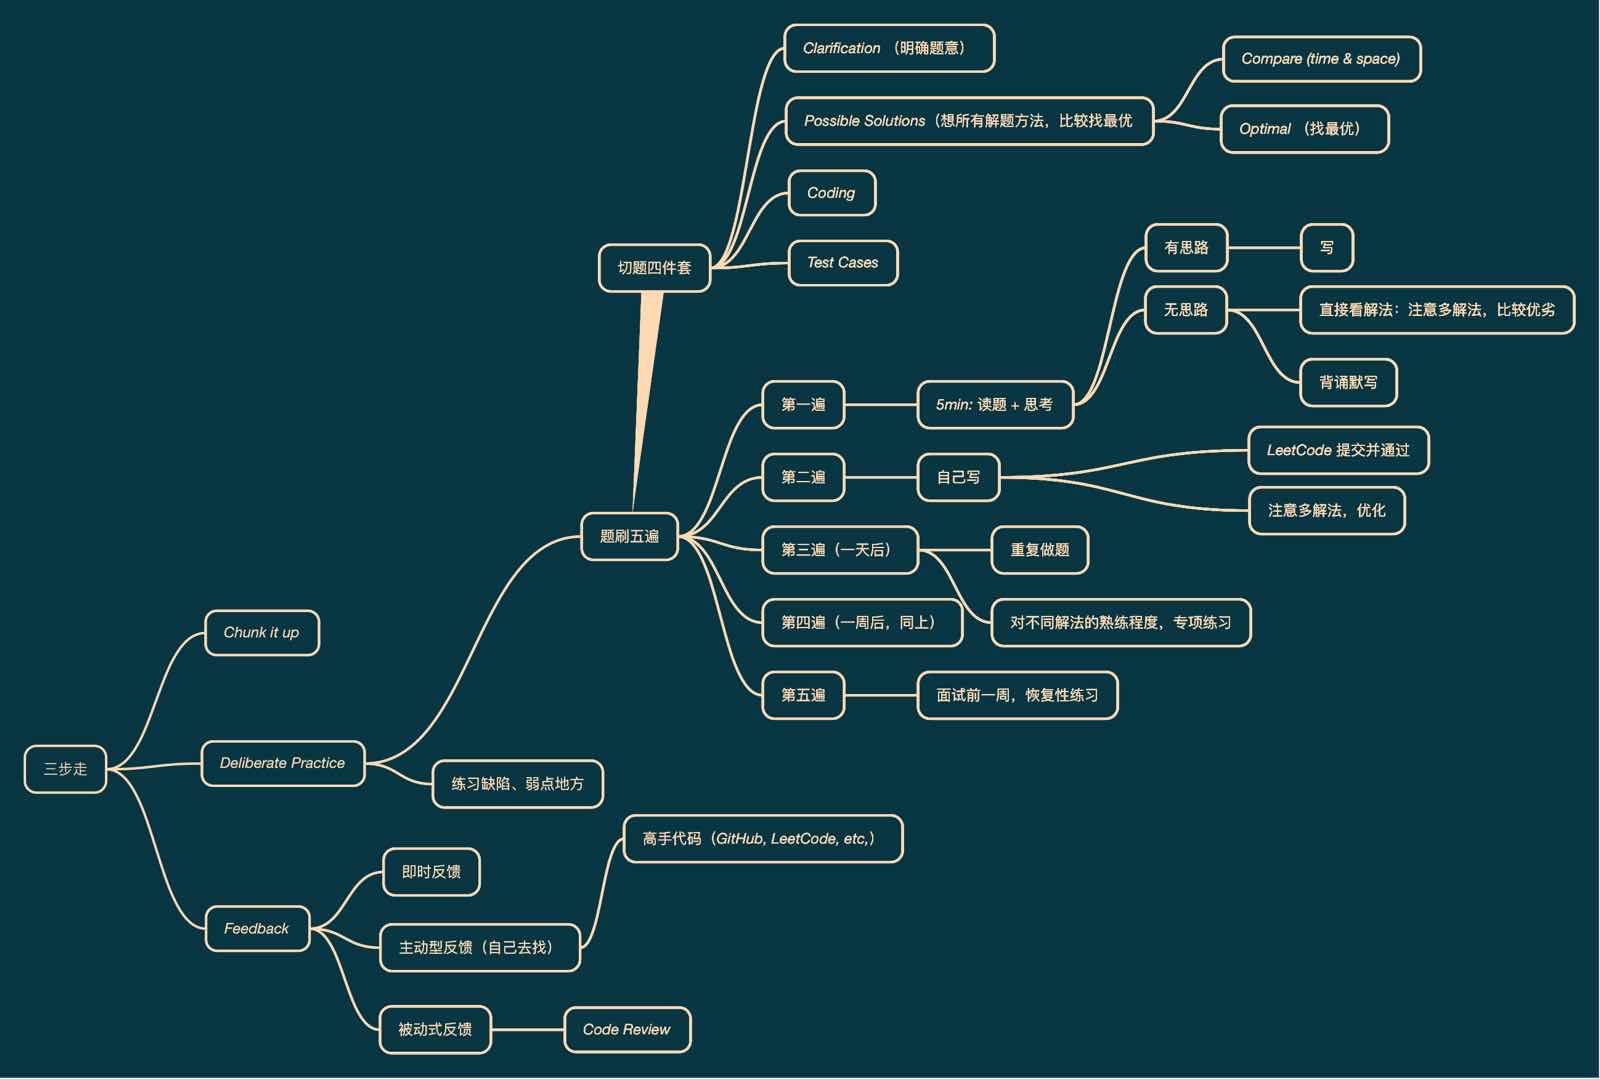 Clarification （明确题意）
Compare (time & space)
Possible Solutions（想所有解题方法，比较找最优
Optimal （找最优）
Coding
Test Cases
切题四件套
有思路
写
无思路
直接看解法：注意多解法，比较优劣
背诵默写
第一遍
5min: 读题 + 思考
第二遍
自己写
LeetCode 提交并通过
注意多解法，优化
题刷五遍
第三遍（一天后）
重复做题
第四遍（一周后，同上）
对不同解法的熟练程度，专项练习
第五遍
面试前一周，恢复性练习
Chunk it up
三步走
Deliberate Practice
练习缺陷、弱点地方
高手代码（GitHub, LeetCode, etc,）
即时反馈
Feedback
主动型反馈（自己去找）
被动式反馈
Code Review